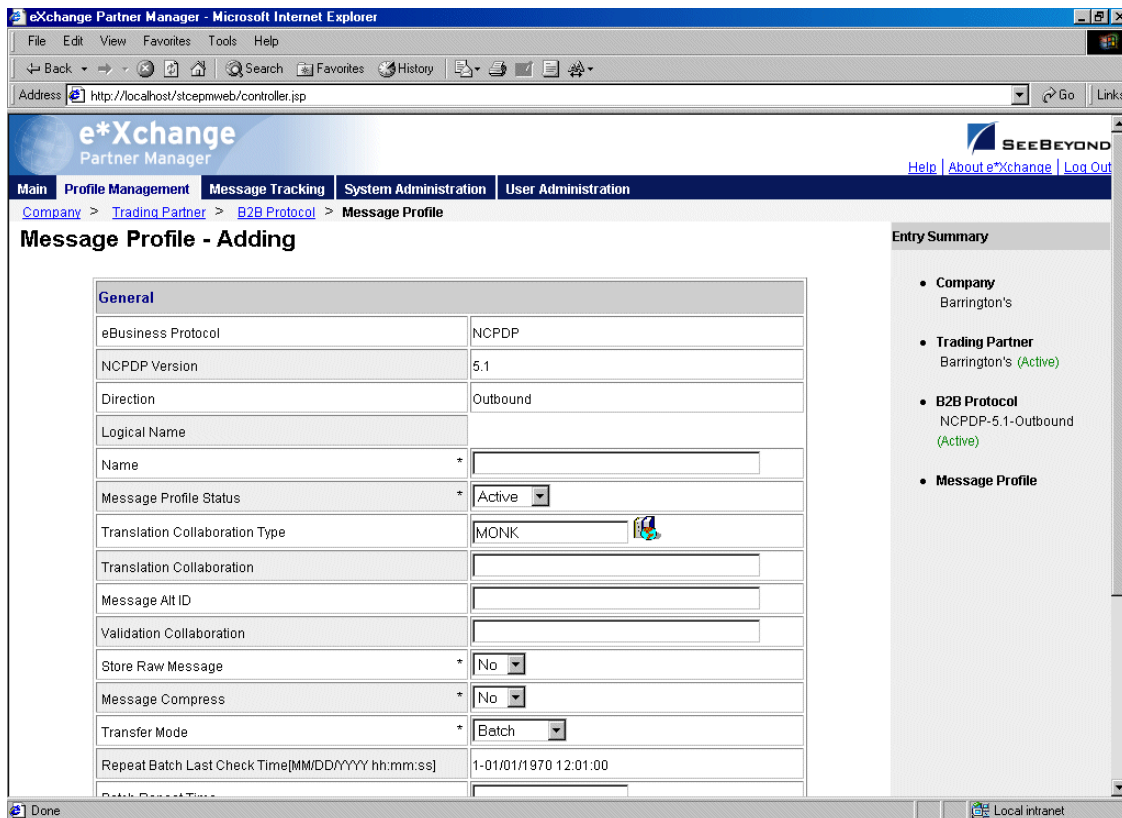 eXchange Partner Manager - Microsoft Internet Explorer
File Edit View Favorites Tools Help
Back Search Favorites History
Address http://localhost/stcepmweb/controller.jsp Go Links
e*Xchange
Partner Manager
SEEBEYOND
Help | About e*Xchange | Log Out
Main Profile Management Message Tracking System Administration User Administration
Company > Trading Partner > B2B Protocol > Message Profile
Message Profile - Adding
General
eBusiness Protocol NCPDP
NCPDP Version 5.1
Direction Outbound
Logical Name
Name *
Message Profile Status * Active
Translation Collaboration Type MONK
Translation Collaboration
Message Alt ID
Validation Collaboration
Store Raw Message * No
Message Compress * No
Transfer Mode * Batch
Repeat Batch Last Check Time[MM/DD/YYYY hh:mm:ss] 1-01/01/1970 12:01:00
Batch Repeat Time
Entry Summary
• Company
Barrington's
• Trading Partner
Barrington's (Active)
• B2B Protocol
NCPDP-5.1-Outbound
(Active)
• Message Profile
Done Local intranet